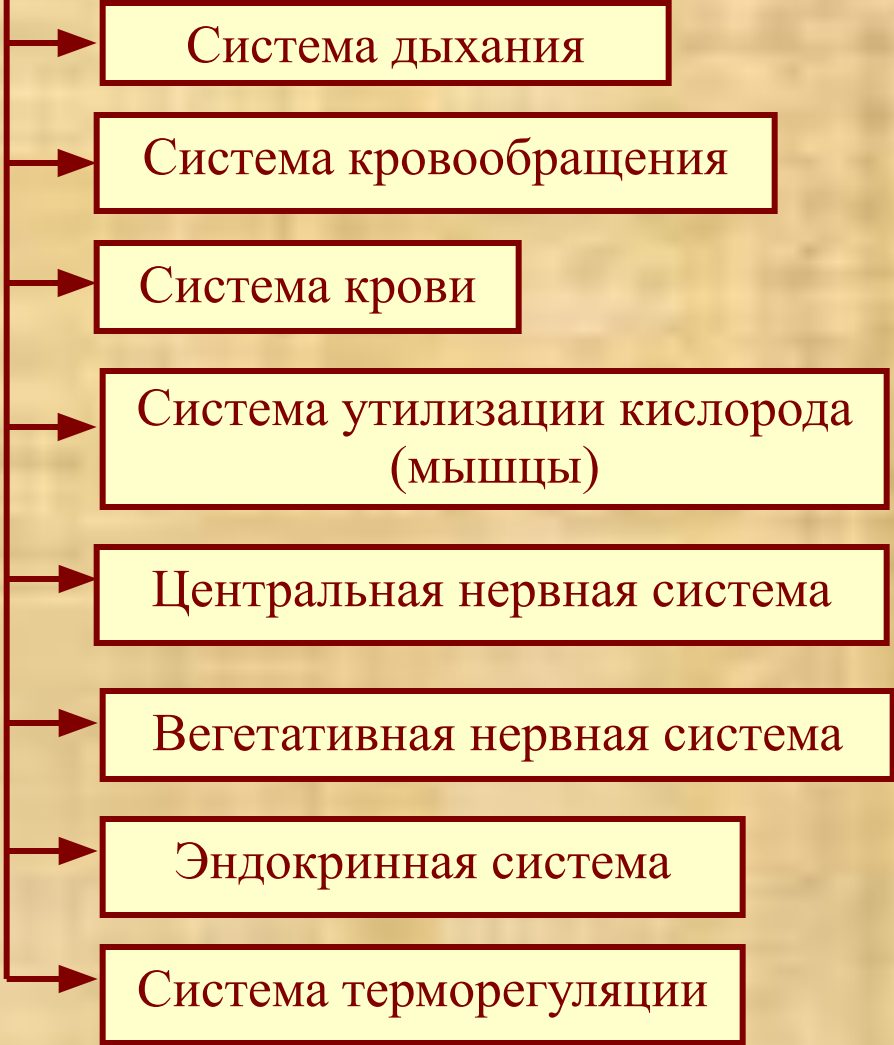 Система дыхания
Система кровообращения
Система крови
Система утилизации кислорода
(мышцы)
Центральная нервная система
Вегетативная нервная система
Эндокринная система
Система терморегуляции